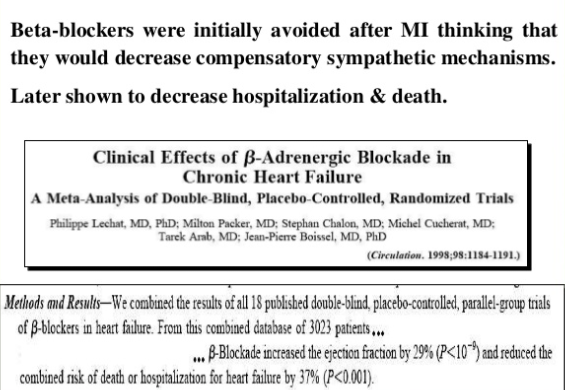 Beta-blockers were initially avoided after MI thinking that
they would decrease compensatory sympathetic mechanisms.
Later shown to decrease hospitalization & death.
Clinical Effects of β-Adrenergic Blockade in
Chronic Heart Failure
A Meta-Analysis of Double-Blind, Placebo-Controlled, Randomized Trials
Philippe Lechat, MD, PhD; Milton Packer, MD; Stephan Chalon, MD; Michel Cucherat, MD;
Tarek Arab, MD; Jean-Pierre Boissel, MD, PhD
(Circulation. 1998;98:1184-1191.)
Methods and Results—We combined the results of all 18 published double-blind, placebo-controlled, parallel-group trials
of β-blockers in heart failure. From this combined database of 3023 patients ...
... β-Blockade increased the ejection fraction by 29% (P<10⁻⁹) and reduced the
combined risk of death or hospitalization for heart failure by 37% (P<0.001).